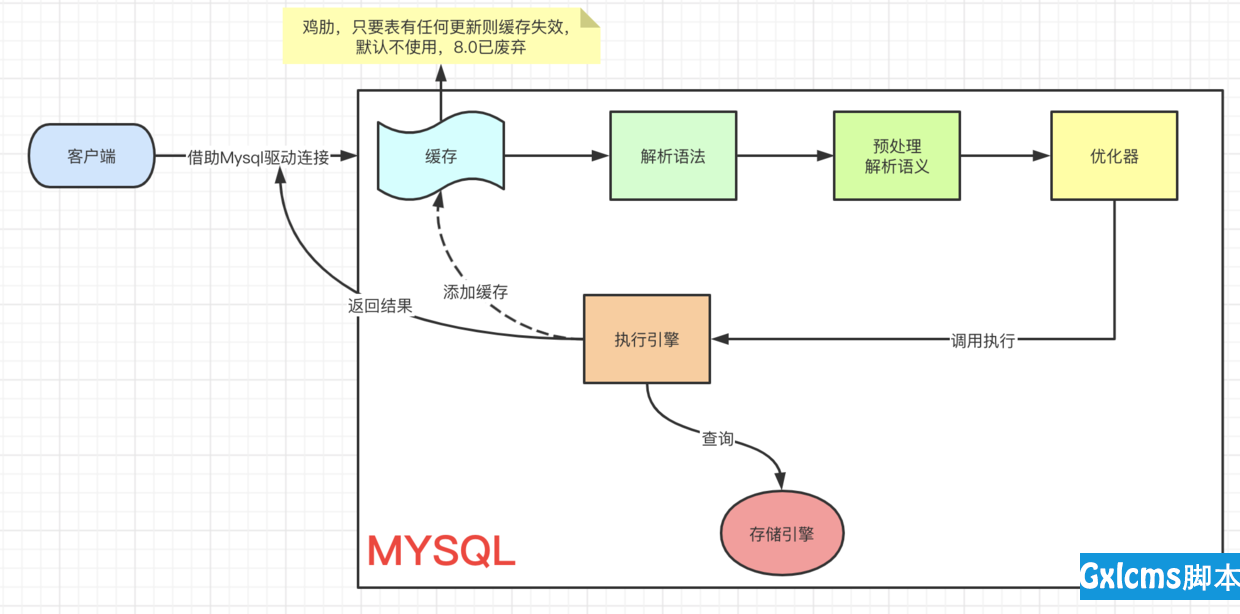 鸡肋，只要表有任何更新则缓存失效，
默认不使用，8.0已废弃
客户端
借助Mysql驱动连接
缓存
解析语法
预处理
解析语义
优化器
添加缓存
返回结果
执行引擎
调用执行
查询
存储引擎
MYSQL
Gxlcms脚本